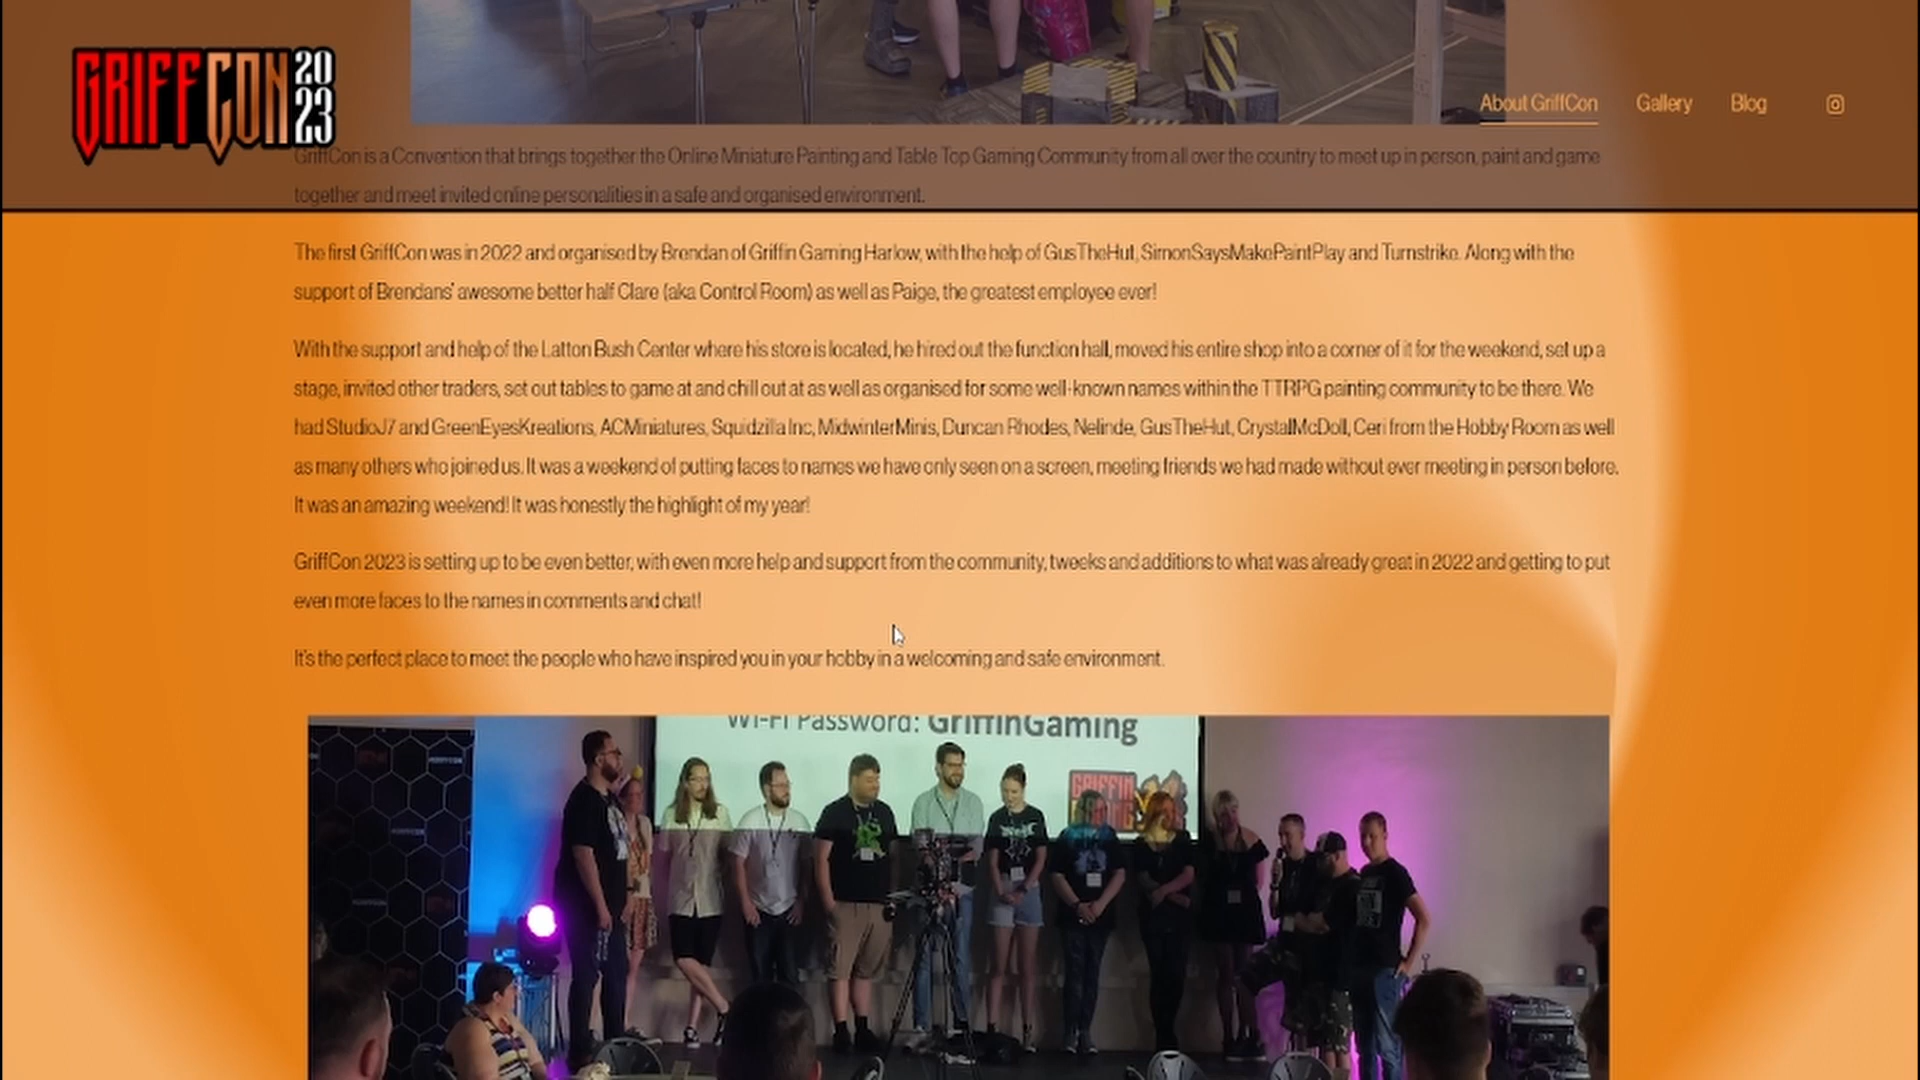 GRIFFCON 20
23
About GriffCon Gallery Blog
GriffCon is a Convention that brings together the Online Miniature Painting and Table Top Gaming Community from all over the country to meet up in person, paint and game
together and meet invited online personalities in a safe and organised environment.
The first GriffCon was in 2022 and organised by Brendan of Griffin Gaming Harlow, with the help of GusTheHut, SimonSaysMakePaintPlay and Turnstrike. Along with the
support of Brendans' awesome better half Clare (aka Control Room) as well as Paige, the greatest employee ever!
With the support and help of the Latton Bush Center where his store is located, he hired out the function hall, moved his entire shop into a corner of it for the weekend, set up a
stage, invited other traders, set out tables to game at and chill out at as well as organised for some well-known names within the TTRPG painting community to be there. We
had StudioJ7 and GreenEyesKreations, ACMiniatures, Squidzilla Inc, MidwinterMinis, Duncan Rhodes, Nelinde, GusTheHut, CrystalMcDoll, Ceri from the Hobby Room as well
as many others who joined us. It was a weekend of putting faces to names we have only seen on a screen, meeting friends we had made without ever meeting in person before.
It was an amazing weekend! It was honestly the highlight of my year!
GriffCon 2023 is setting up to be even better, with even more help and support from the community, tweeks and additions to what was already great in 2022 and getting to put
even more faces to the names in comments and chat!
It's the perfect place to meet the people who have inspired you in your hobby in a welcoming and safe environment.
Wi-Fi Password: GriffinGaming
GRIFFIN